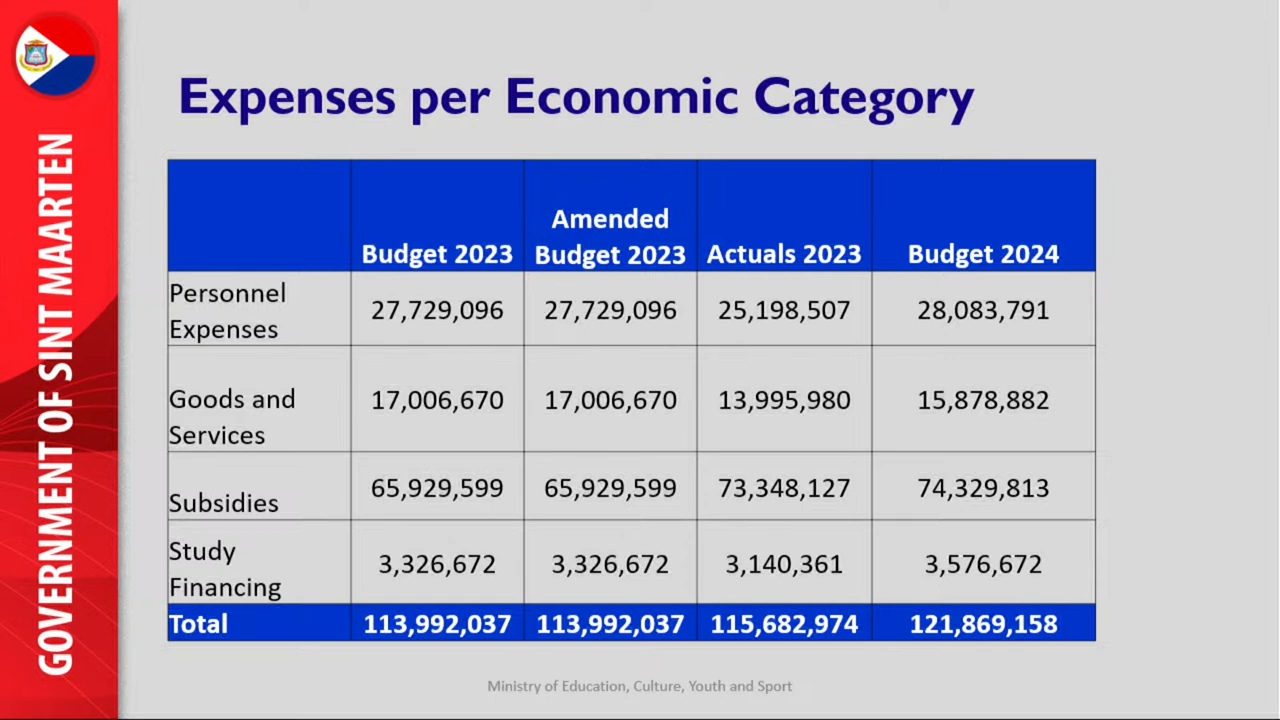 GOVERNMENT OF SINT MAARTEN
Expenses per Economic Category
Budget 2023 Amended Budget 2023 Actuals 2023 Budget 2024
Personnel Expenses 27,729,096 27,729,096 25,198,507 28,083,791
Goods and Services 17,006,670 17,006,670 13,995,980 15,878,882
Subsidies 65,929,599 65,929,599 73,348,127 74,329,813
Study Financing 3,326,672 3,326,672 3,140,361 3,576,672
Total 113,992,037 113,992,037 115,682,974 121,869,158
Ministry of Education, Culture, Youth and Sport